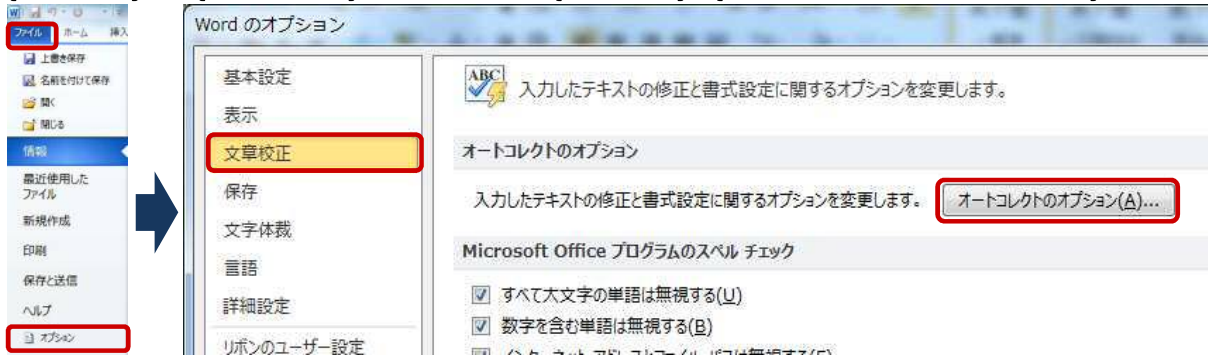 ファイル ホーム 挿入
上書き保存
名前を付けて保存
開く
閉じる
情報
最近使用した
ファイル
新規作成
印刷
保存と送信
ヘルプ
オプション
Word のオプション
基本設定
表示
文章校正
保存
文字体裁
言語
詳細設定
リボンのユーザー設定
ABC
入力したテキストの修正と書式設定に関するオプションを変更します。
オートコレクトのオプション
入力したテキストの修正と書式設定に関するオプションを変更します。 オートコレクトのオプション(A)...
Microsoft Office プログラムのスペル チェック
すべて大文字の単語は無視する(U)
数字を含む単語は無視する(B)